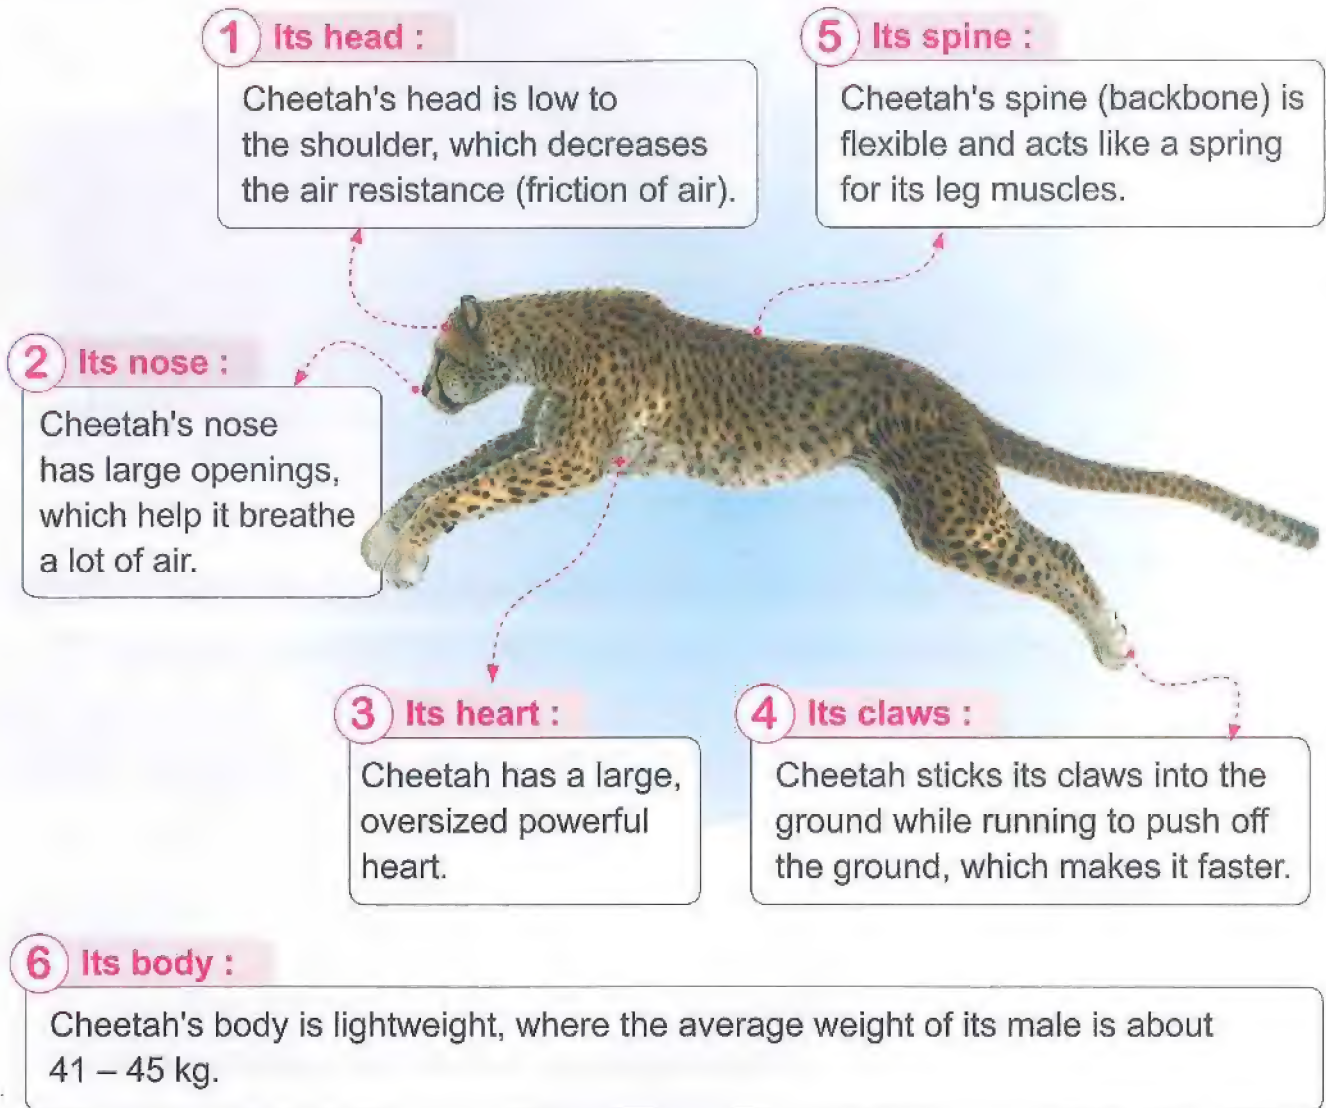 1 Its head :
Cheetah's head is low to
the shoulder, which decreases
the air resistance (friction of air).
5 Its spine :
Cheetah's spine (backbone) is
flexible and acts like a spring
for its leg muscles.
2 Its nose :
Cheetah's nose
has large openings,
which help it breathe
a lot of air.
3 Its heart :
Cheetah has a large,
oversized powerful
heart.
4 Its claws :
Cheetah sticks its claws into the
ground while running to push off
the ground, which makes it faster.
6 Its body :
Cheetah's body is lightweight, where the average weight of its male is about
41 – 45 kg.